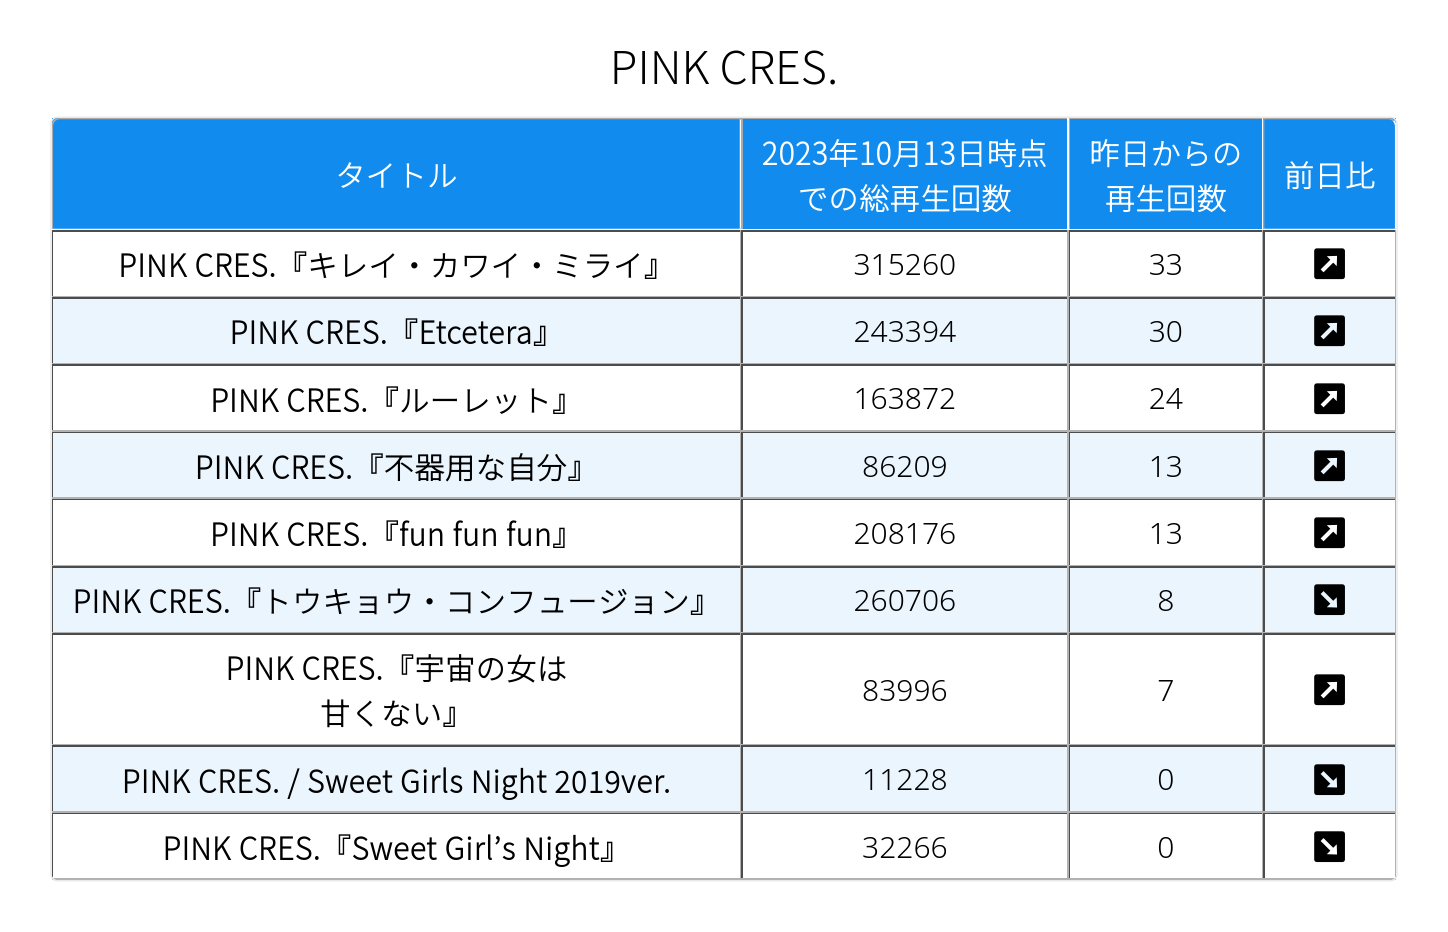 PINK CRES.
タイトル
2023年10月13日時点
での総再生回数
昨日からの
再生回数
前日比
PINK CRES.『キレイ・カワイ・ミライ』 315260 33
PINK CRES.『Etcetera』 243394 30
PINK CRES.『ルーレット』 163872 24
PINK CRES.『不器用な自分』 86209 13
PINK CRES.『fun fun fun』 208176 13
PINK CRES.『トウキョウ・コンフュージョン』 260706 8
PINK CRES.『宇宙の女は
甘くない』 83996 7
PINK CRES. / Sweet Girls Night 2019ver. 11228 0
PINK CRES.『Sweet Girl’s Night』 32266 0